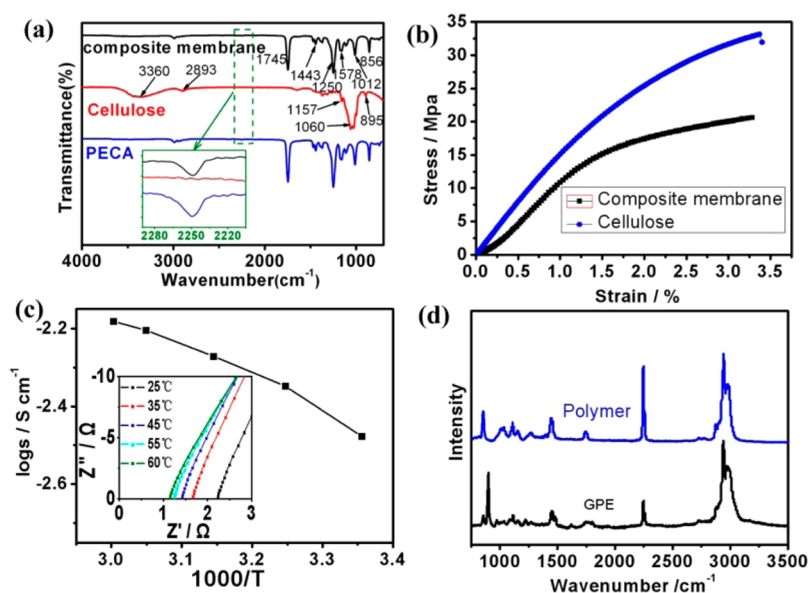 (a)
composite membrane
3360 2893
1745
1443
1250
1578
1012
856
Cellulose
1157
1060
895
PECA
2280 2250 2220
Transmittance(%)
4000 3000 2000 1000
Wavenumber(cm-1)
(b)
35
30
25
20
15
10
5
0
Stress / Mpa
Composite membrane
Cellulose
0.0 0.5 1.0 1.5 2.0 2.5 3.0 3.5
Strain / %
(c)
-2.2
-2.4
-2.6
logs / S cm-1
-10
-5
0
Z'' / Ω
25℃
35℃
45℃
55℃
60℃
0 1 2 3
Z' / Ω
3.0 3.1 3.2 3.3 3.4
1000/T
(d)
Intensity
Polymer
GPE
1000 1500 2000 2500 3000 3500
Wavenumber /cm-1